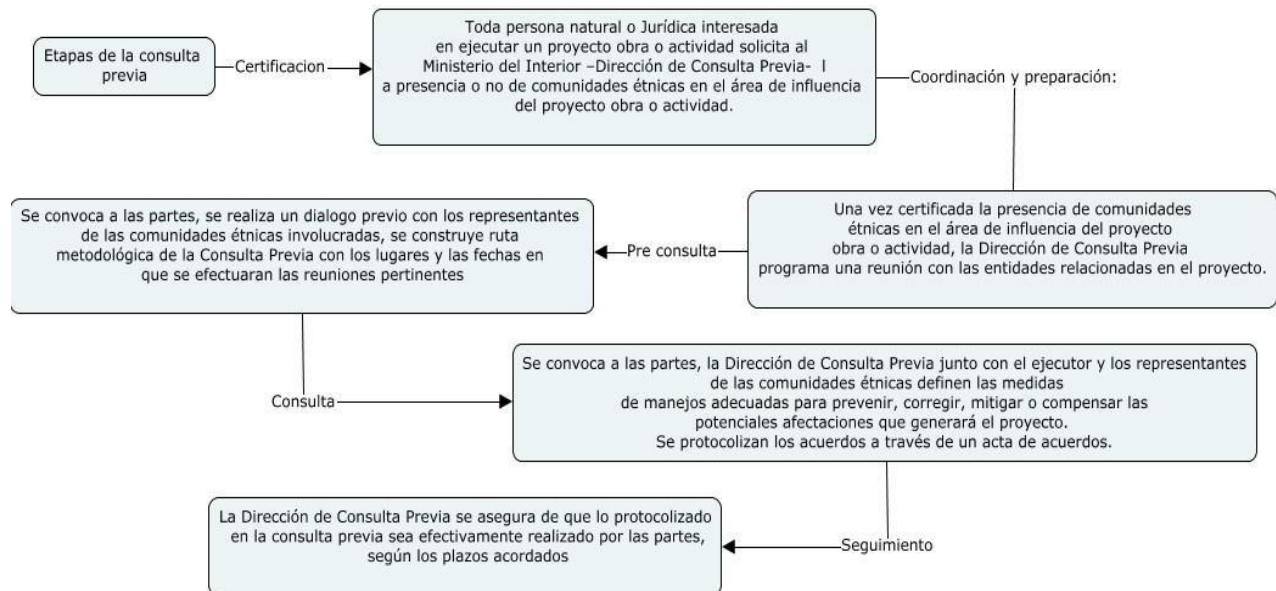 Etapas de la consulta
previa
Certificacion
Toda persona natural o Jurídica interesada
en ejecutar un proyecto obra o actividad solicita al
Ministerio del Interior –Dirección de Consulta Previa- l
a presencia o no de comunidades étnicas en el área de influencia
del proyecto obra o actividad.
Coordinación y preparación:
Una vez certificada la presencia de comunidades
étnicas en el área de influencia del proyecto
obra o actividad, la Dirección de Consulta Previa
programa una reunión con las entidades relacionadas en el proyecto.
Pre consulta
Se convoca a las partes, se realiza un dialogo previo con los representantes
de las comunidades étnicas involucradas, se construye ruta
metodológica de la Consulta Previa con los lugares y las fechas en
que se efectuaran las reuniones pertinentes
Consulta
Se convoca a las partes, la Dirección de Consulta Previa junto con el ejecutor y los representantes
de las comunidades étnicas definen las medidas
de manejos adecuadas para prevenir, corregir, mitigar o compensar las
potenciales afectaciones que generará el proyecto.
Se protocolizan los acuerdos a través de un acta de acuerdos.
Seguimiento
La Dirección de Consulta Previa se asegura de que lo protocolizado
en la consulta previa sea efectivamente realizado por las partes,
según los plazos acordados